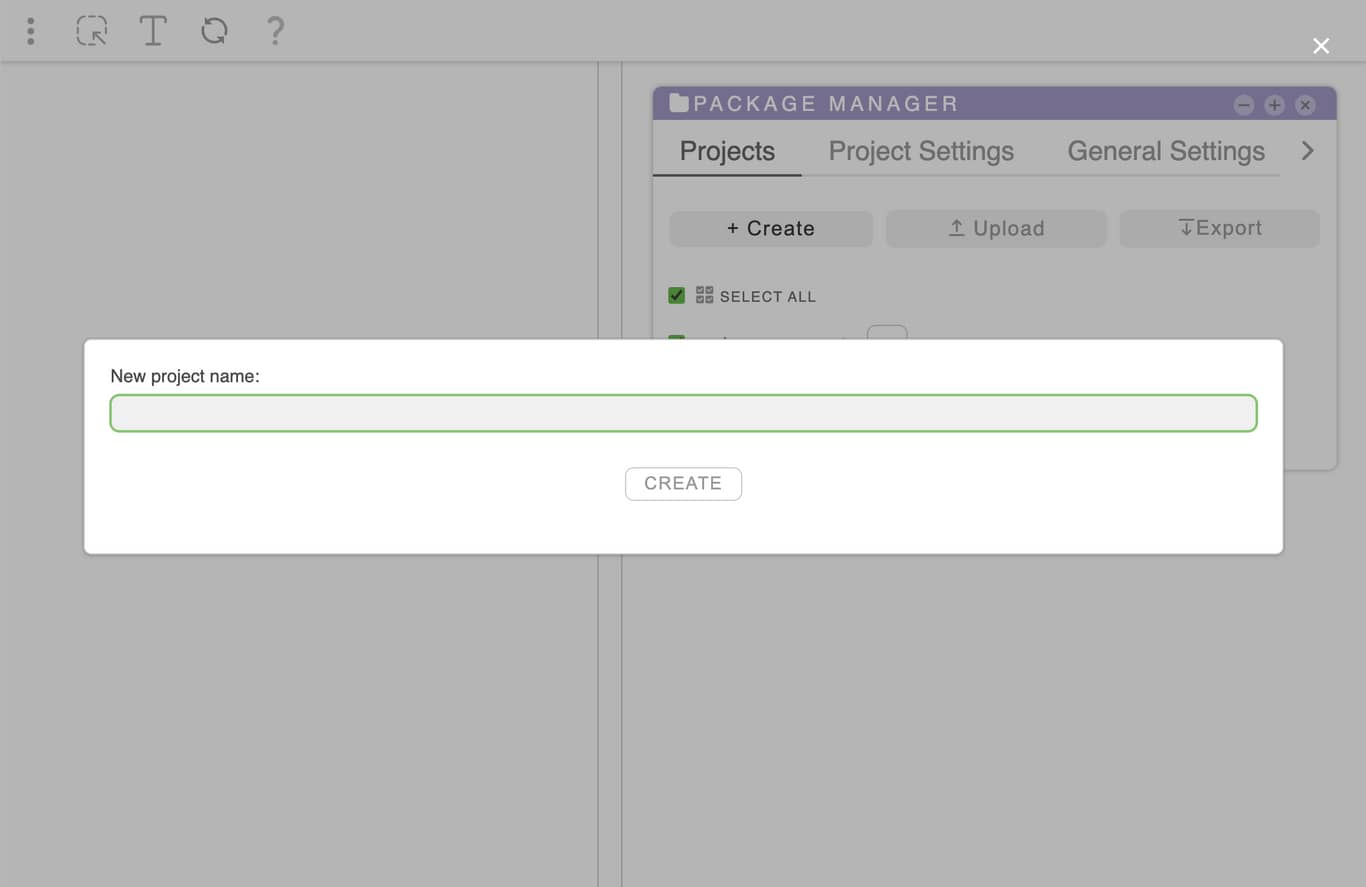 PACKAGE MANAGER
Projects Project Settings General Settings
+ Create Upload Export
SELECT ALL
New project name:
CREATE